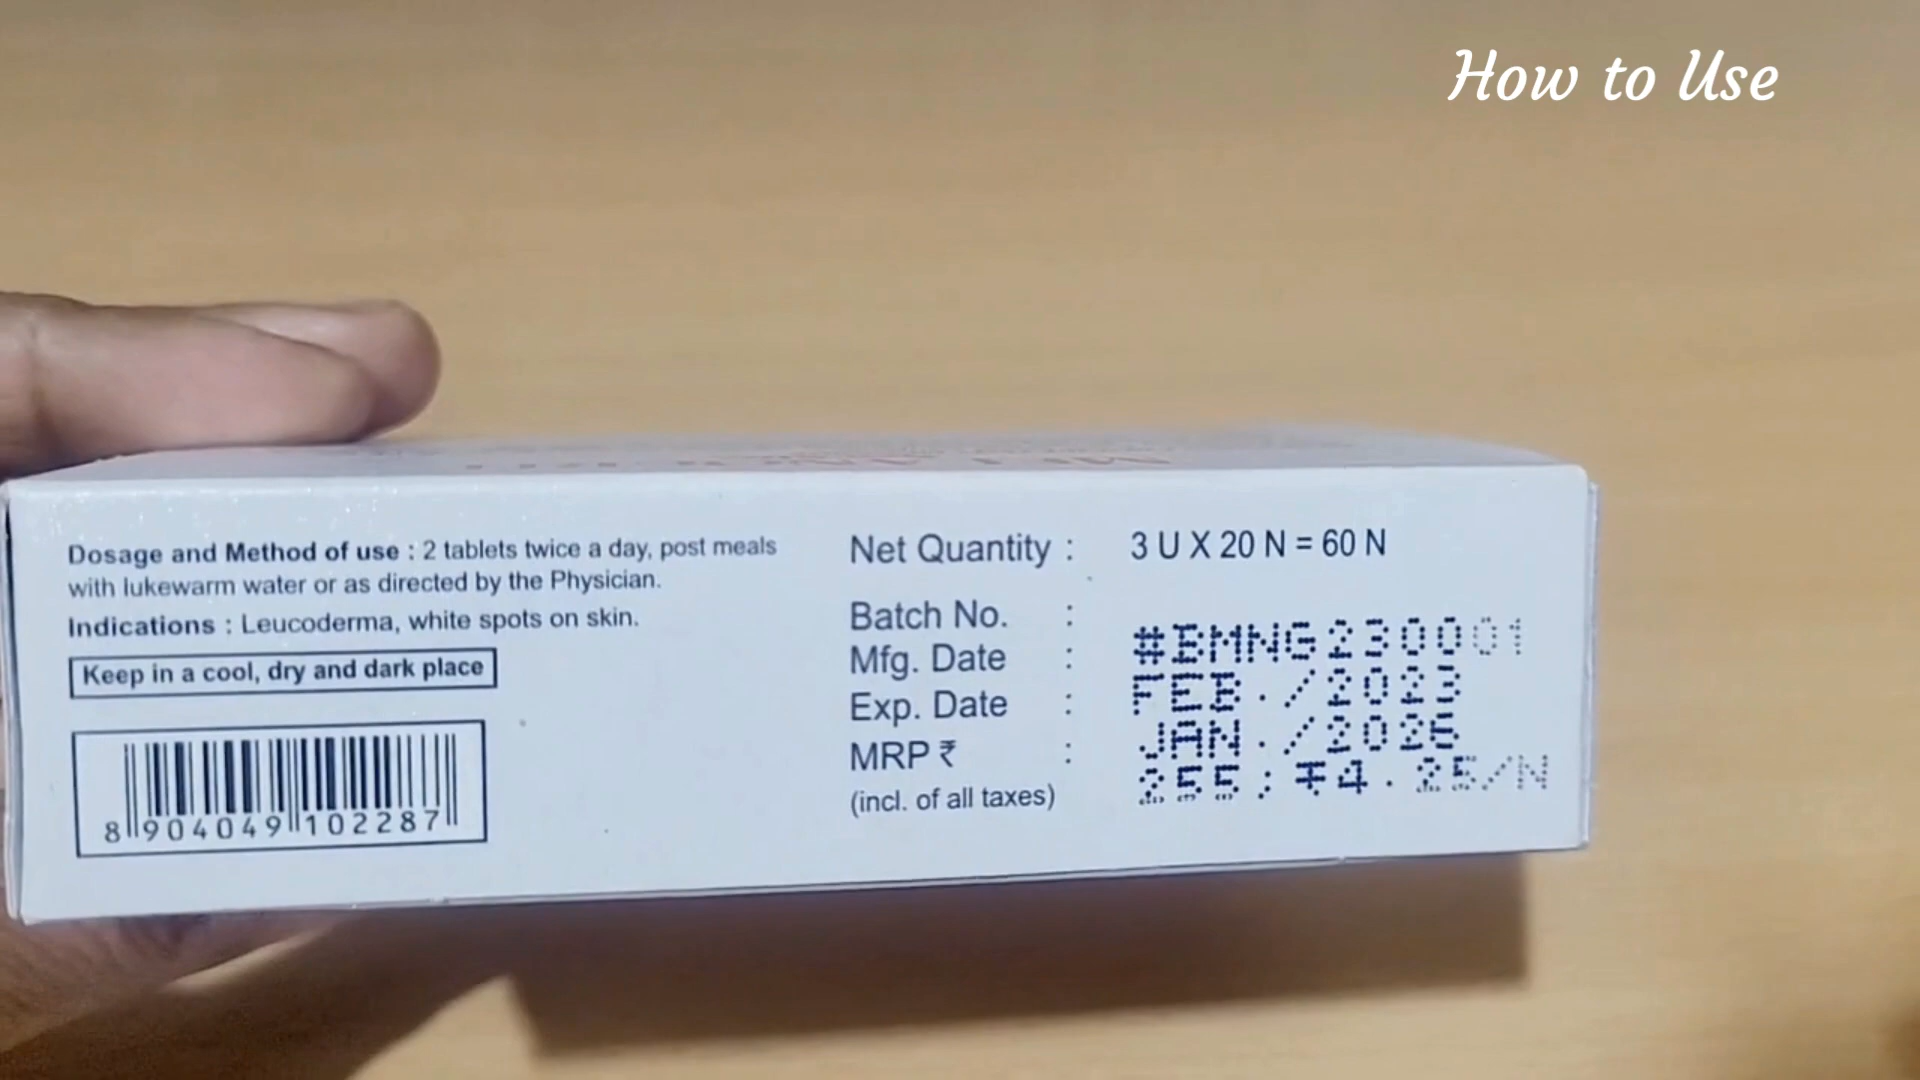 How to Use
Dosage and Method of use : 2 tablets twice a day, post meals
with lukewarm water or as directed by the Physician.
Indications : Leucoderma, white spots on skin.
Keep in a cool, dry and dark place
8 904049 102287
Net Quantity : 3 U X 20 N = 60 N
Batch No. : #BMNG230001
Mfg. Date : FEB./2023
Exp. Date : JAN./2026
MRP ₹ : 255; ₹4.25/N
(incl. of all taxes)